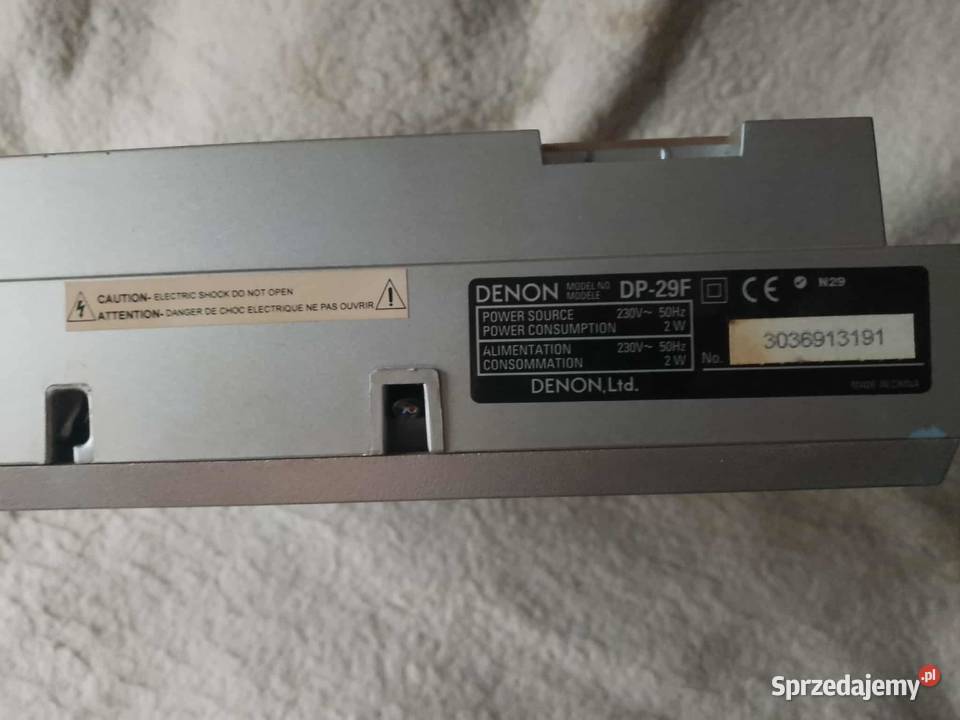 CAUTION- ELECTRIC SHOCK DO NOT OPEN
ATTENTION- DANGER DE CHOC ELECTRIQUE NE PAS OUVRIR
DENON MODEL NO. MODELE DP-29F CE N29
POWER SOURCE 230V~ 50Hz
POWER CONSUMPTION 2 W
ALIMENTATION 230V~ 50Hz
CONSOMMATION 2 W
No. 3036913191
DENON, Ltd.
MADE IN CHINA
Sprzedajemy.pl